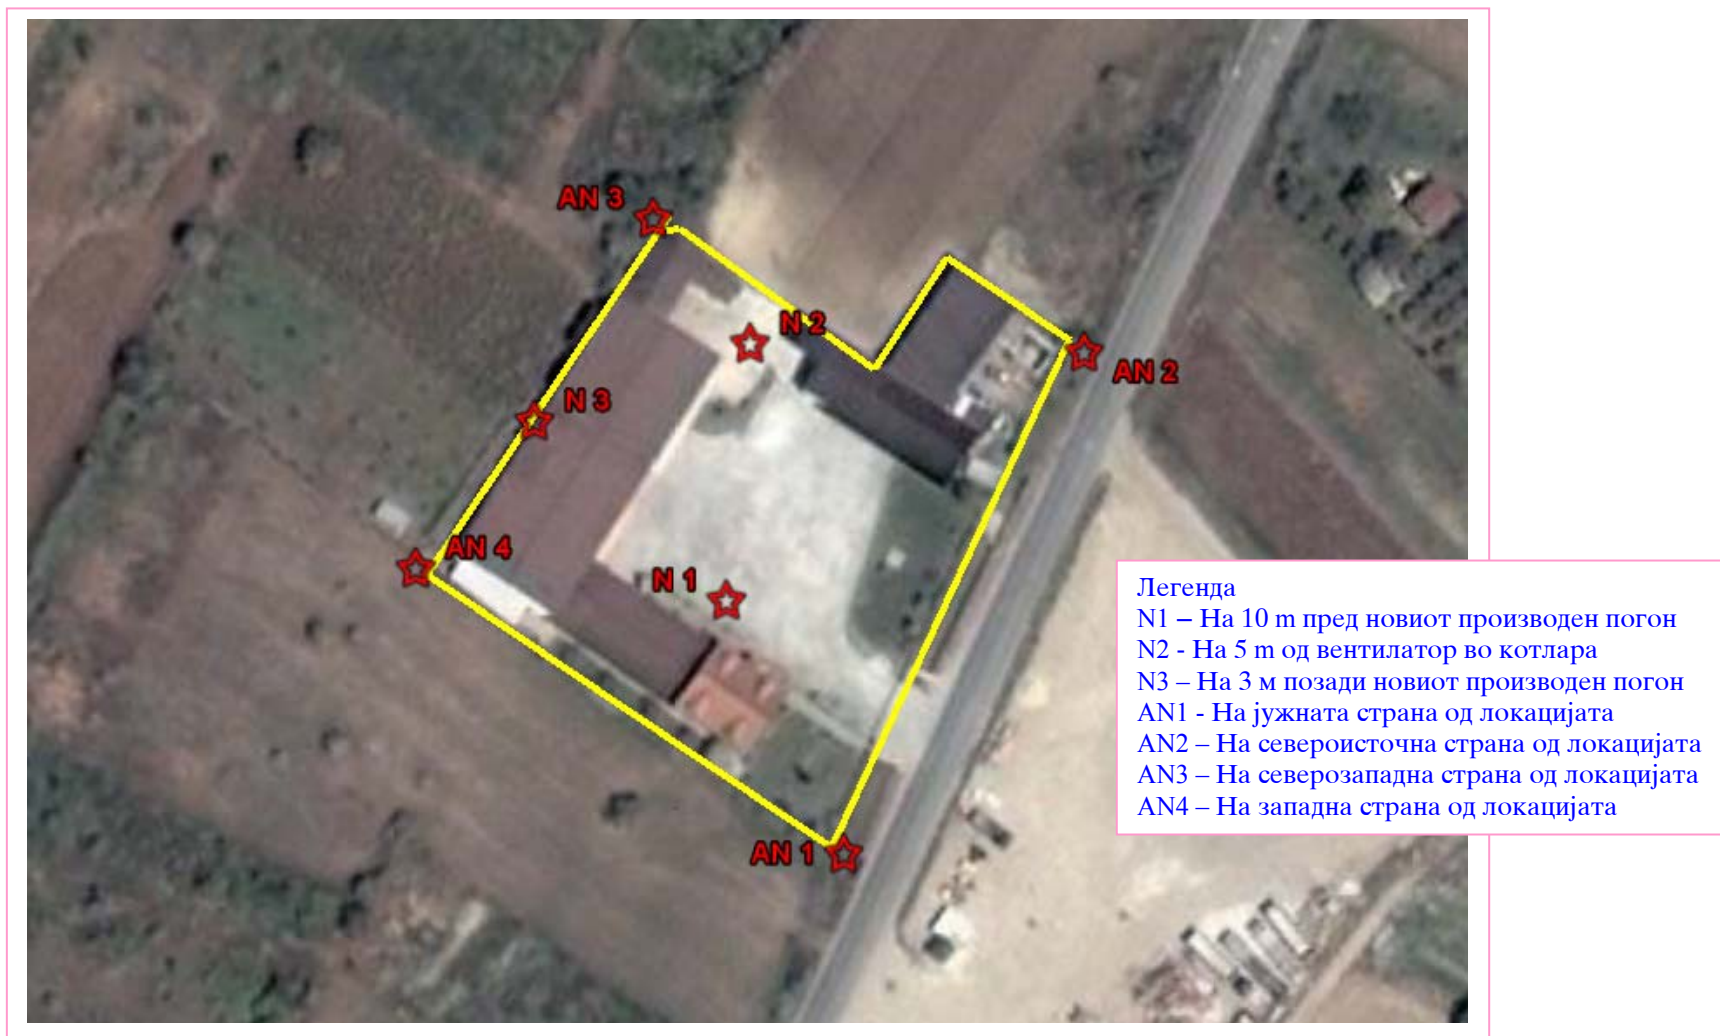 AN 3
N 2
AN 2
N 3
AN 4
N 1
AN 1
Легенда
N1 – На 10 m пред новиот производен погон
N2 - На 5 m од вентилатор во котлара
N3 – На 3 м позади новиот производен погон
AN1 - На јужната страна од локацијата
AN2 – На североисточна страна од локацијата
AN3 – На северозападна страна од локацијата
AN4 – На западна страна од локацијата